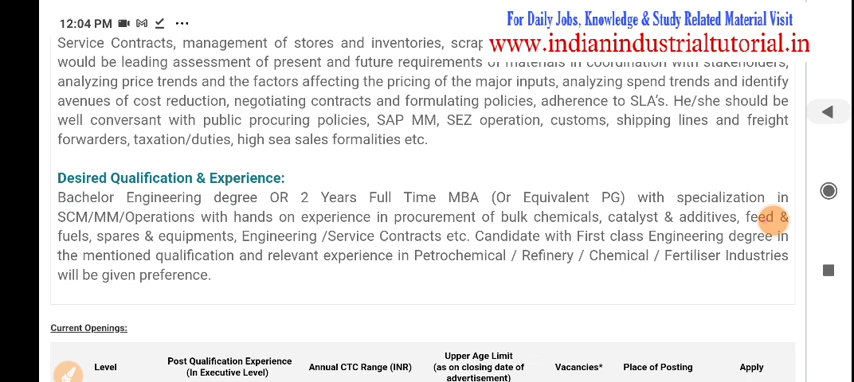 12:04 PM
For Daily Jobs, Knowledge & Study Related Material Visit
www.indianindustrialtutorial.in
Service Contracts, management of stores and inventories, scrap
would be leading assessment of present and future requirements of materials in coordination with stakeholders,
analyzing price trends and the factors affecting the pricing of the major inputs, analyzing spend trends and identify
avenues of cost reduction, negotiating contracts and formulating policies, adherence to SLA's. He/she should be
well conversant with public procuring policies, SAP MM, SEZ operation, customs, shipping lines and freight
forwarders, taxation/duties, high sea sales formalities etc.
Desired Qualification & Experience:
Bachelor Engineering degree OR 2 Years Full Time MBA (Or Equivalent PG) with specialization in
SCM/MM/Operations with hands on experience in procurement of bulk chemicals, catalyst & additives, feed &
fuels, spares & equipments, Engineering /Service Contracts etc. Candidate with First class Engineering degree in
the mentioned qualification and relevant experience in Petrochemical / Refinery / Chemical / Fertiliser Industries
will be given preference.
Current Openings:
Level
Post Qualification Experience
(In Executive Level)
Annual CTC Range (INR)
Upper Age Limit
(as on closing date of
advertisement)
Vacancies*
Place of Posting
Apply